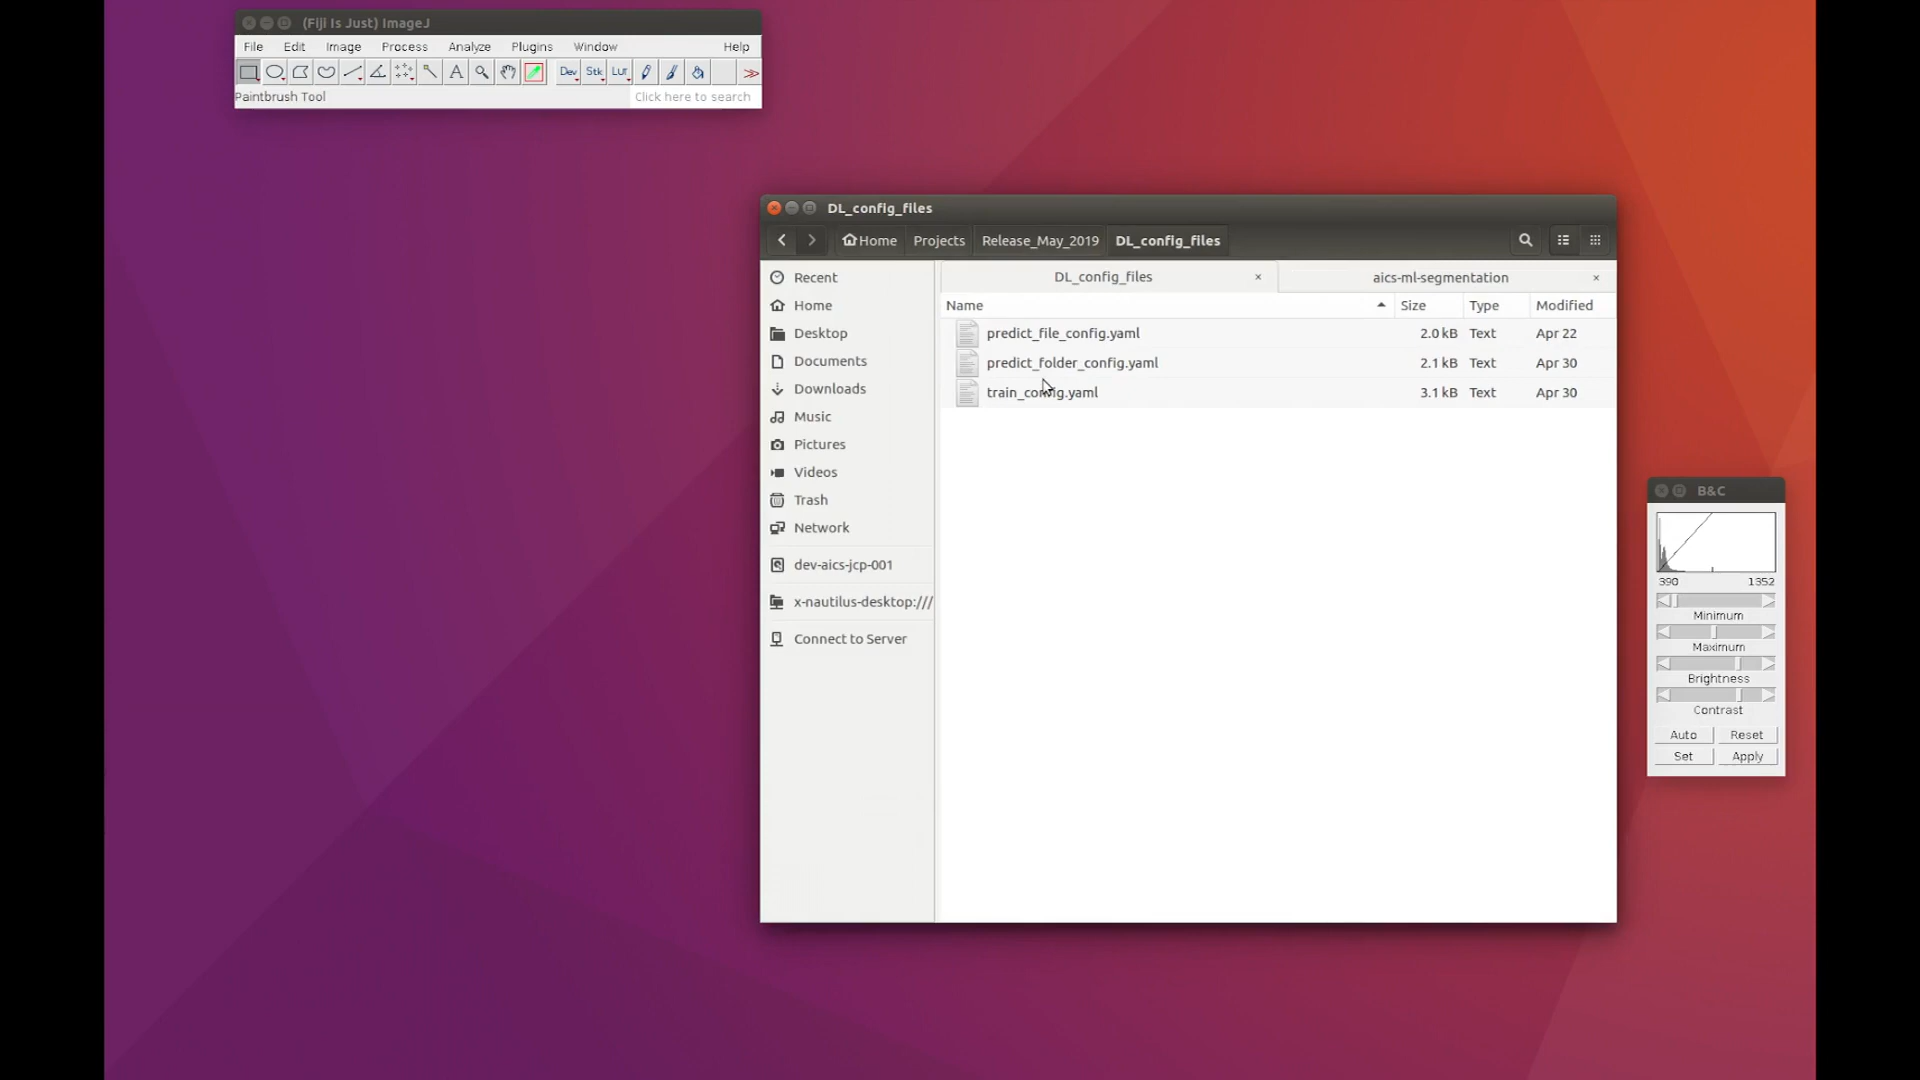 (Fiji Is Just) ImageJ
File Edit Image Process Analyze Plugins Window Help
A Dev Stk Lut >>
Paintbrush Tool Click here to search
DL_config_files
Home Projects Release_May_2019 DL_config_files
DL_config_files × aics-ml-segmentation ×
Name Size Type Modified
predict_file_config.yaml 2.0 kB Text Apr 22
predict_folder_config.yaml 2.1 kB Text Apr 30
train_config.yaml 3.1 kB Text Apr 30
Recent
Home
Desktop
Documents
Downloads
Music
Pictures
Videos
Trash
Network
dev-aics-jcp-001
x-nautilus-desktop:///
Connect to Server
B&C
390 1352
Minimum
Maximum
Brightness
Contrast
Auto Reset
Set Apply